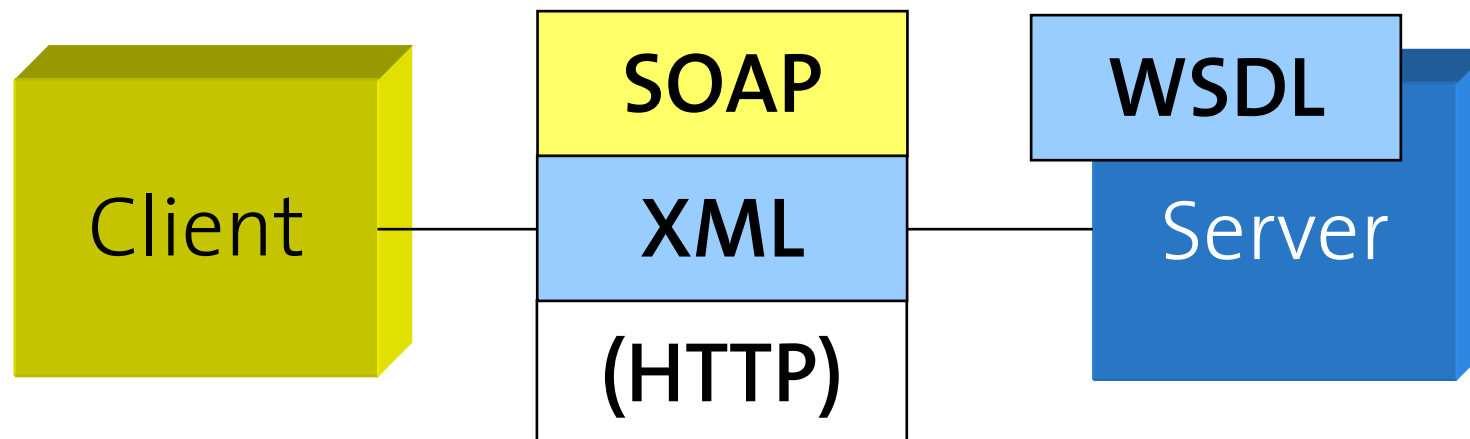 SOAP
WSDL
Client
XML
Server
(HTTP)